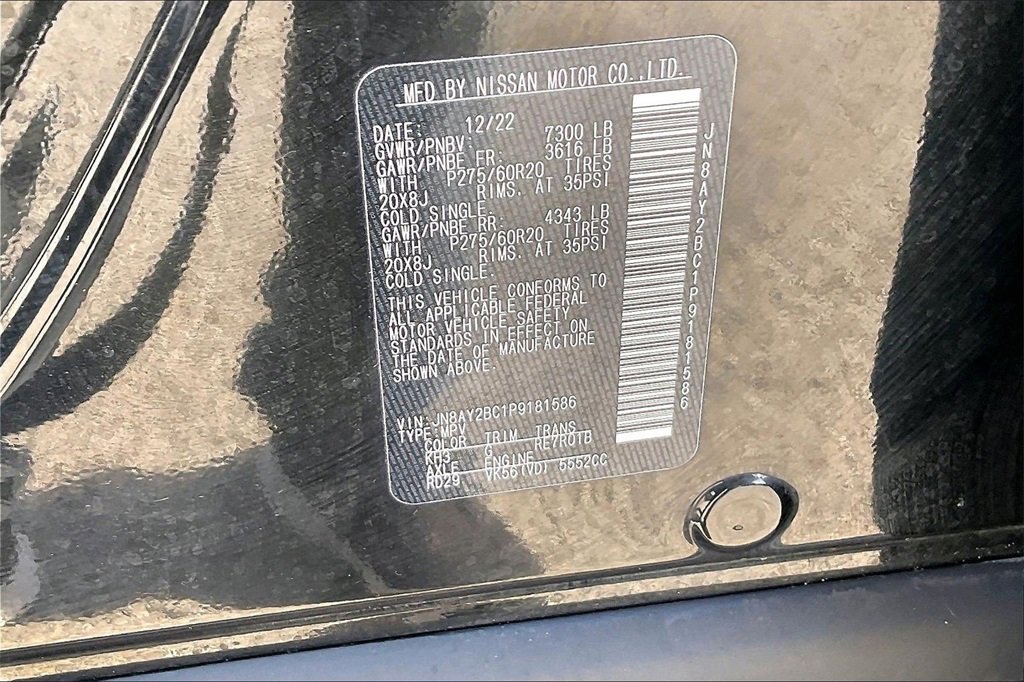 MFD BY NISSAN MOTOR CO.,LTD.
DATE: 12/22
GVWR/PNBV: 7300 LB
GAWR/PNBE FR: 3616 LB
WITH P275/60R20 TIRES
20X8J RIMS. AT 35PSI
COLD SINGLE.
GAWR/PNBE RR: 4343 LB
WITH P275/60R20 TIRES
20X8J RIMS. AT 35PSI
COLD SINGLE.
THIS VEHICLE CONFORMS TO
ALL APPLICABLE FEDERAL
MOTOR VEHICLE SAFETY
STANDARDS IN EFFECT ON
THE DATE OF MANUFACTURE
SHOWN ABOVE.
VIN:JN8AY2BC1P9181586
TYPE:MPV
COLOR TRIM TRANS
KH3 G RE7R0TB
AXLE ENGINE
RD29 VK56(VD) 5552CC
JN8AY2BC1P9181586